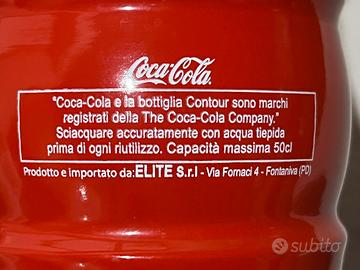 Coca-Cola
"Coca-Cola e la bottiglia Contour sono marchi
registrati della The Coca-Cola Company."
Sciacquare accuratamente con acqua tiepida
prima di ogni riutilizzo. Capacità massima 50cl
Prodotto e importato da:ELITE S.r.l - Via Fornaci 4 - Fontaniva (PD)
subito